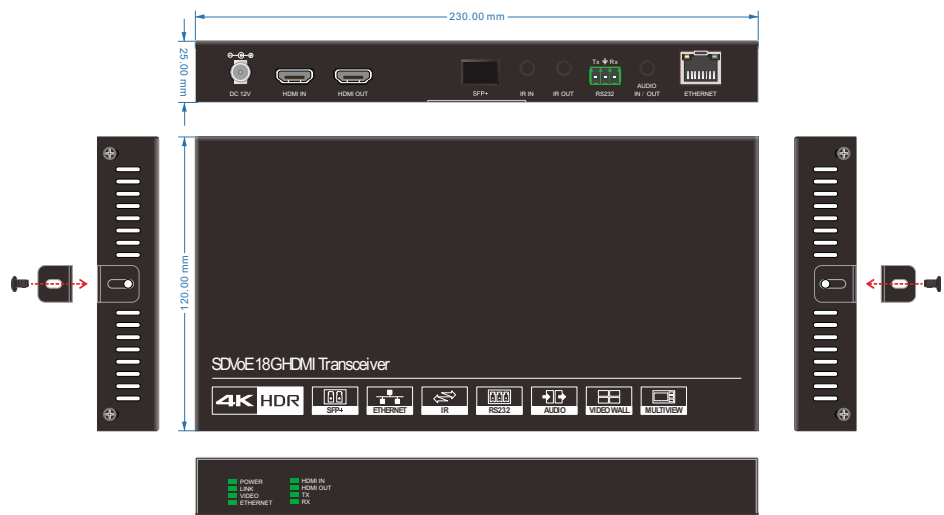 230.00 mm
25.00 mm
Tx Rx
DC 12V HDMI IN HDMI OUT SFP+ IR IN IR OUT RS232 AUDIO IN / OUT ETHERNET
120.00 mm
SDVoE 18GHDMI Transceiver
4K HDR SFP+ ETHERNET IR RS232 AUDIO VIDEO WALL MULTIVIEW
POWER HDMI IN
LINK HDMI OUT
VIDEO TX
ETHERNET RX